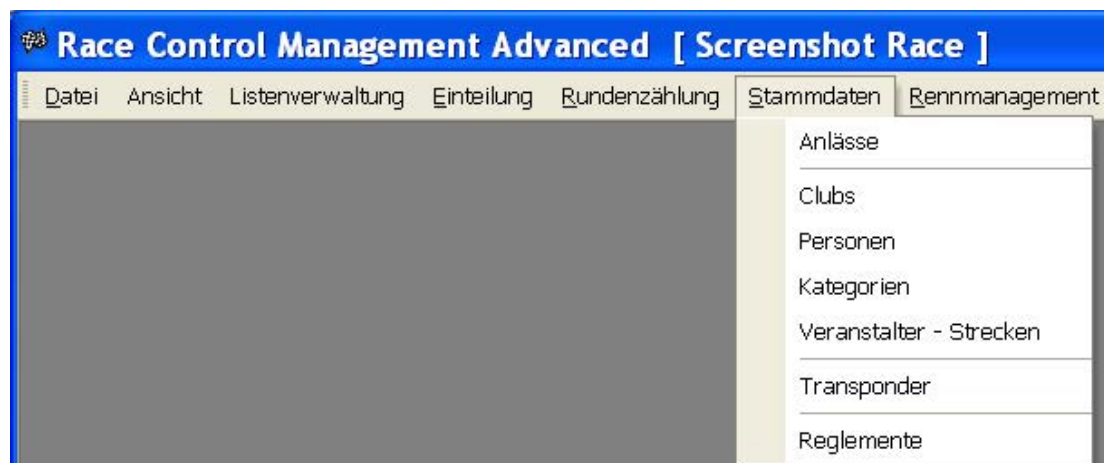 Race Control Management Advanced [ Screenshot Race ]
Datei Ansicht Listenverwaltung Einteilung Rundenzählung Stammdaten Rennmanagement
Anlässe
Clubs
Personen
Kategorien
Veranstalter - Strecken
Transponder
Reglemente